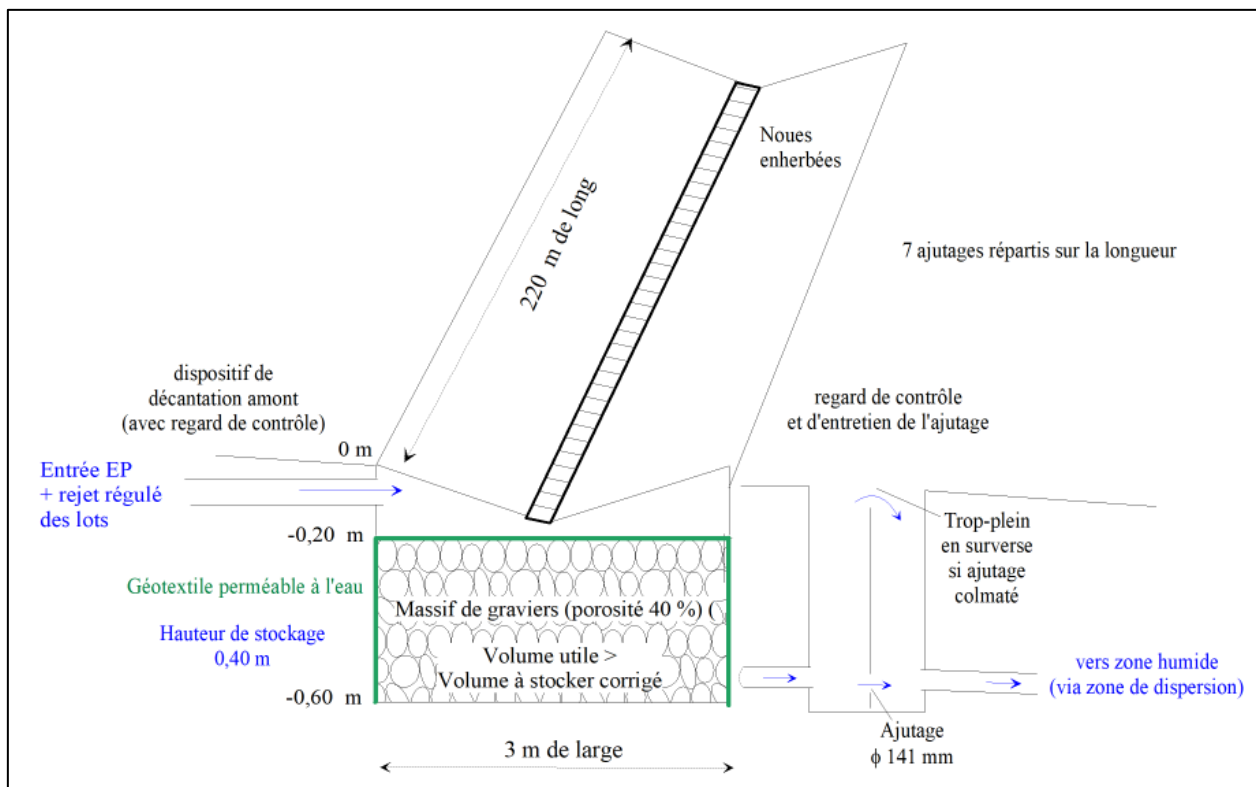 Noues
enherbées
220 m de long
7 ajutages répartis sur la longueur
dispositif de
décantation amont
(avec regard de contrôle)
regard de contrôle
et d'entretien de l'ajutage
0 m
Entrée EP
+ rejet régulé
des lots
-0,20 m
Trop-plein
en surverse
si ajutage
colmaté
Géotextile perméable à l'eau
Massif de graviers (porosité 40 %) (
Hauteur de stockage
0,40 m
Volume utile >
Volume à stocker corrigé
vers zone humide
(via zone de dispersion)
-0,60 m
Ajutage
ϕ 141 mm
3 m de large